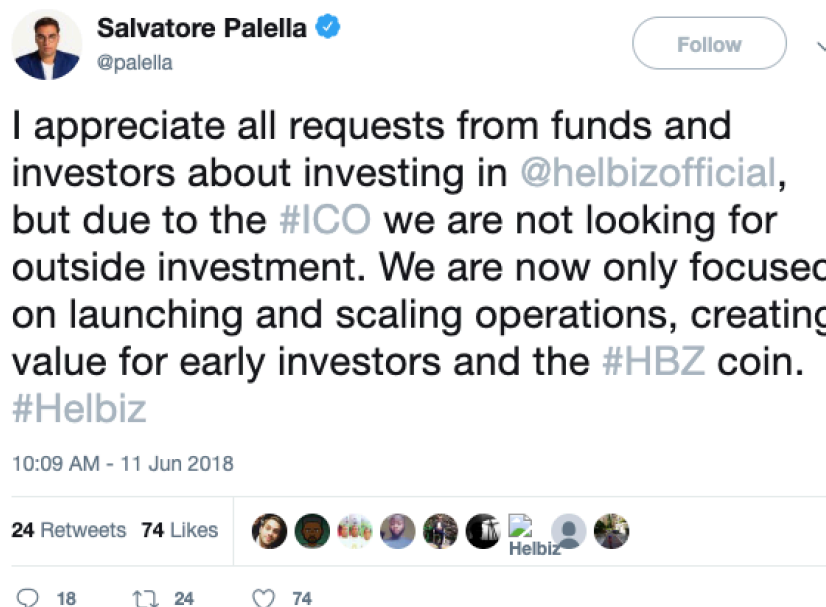 Salvatore Palella
@palella
Follow
I appreciate all requests from funds and
investors about investing in @helbizofficial,
but due to the #ICO we are not looking for
outside investment. We are now only focused
on launching and scaling operations, creating
value for early investors and the #HBZ coin.
#Helbiz
10:09 AM - 11 Jun 2018
24 Retweets 74 Likes
Helbiz
18 24 74